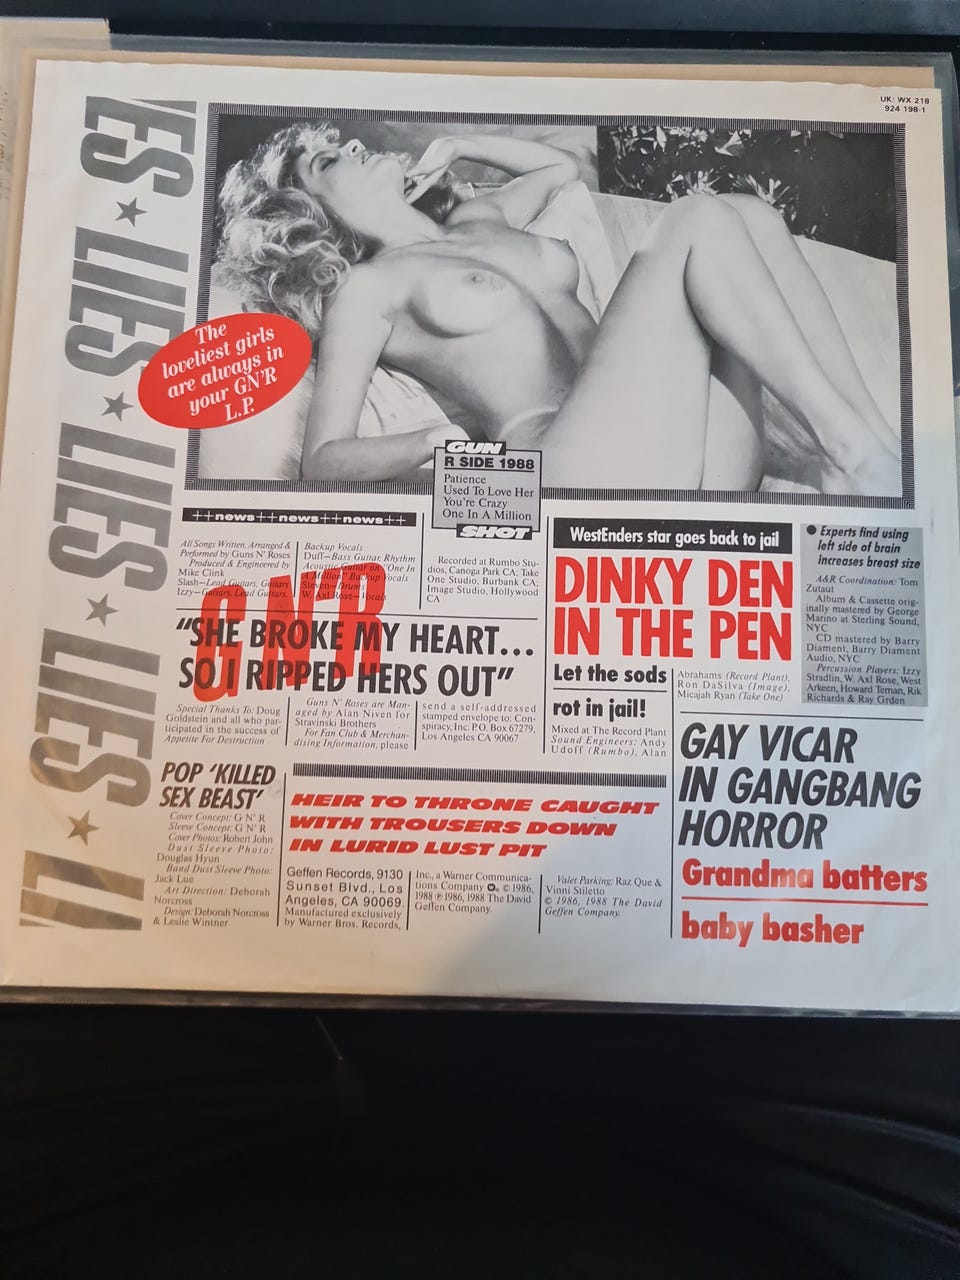 UK: WX 218
924 198-1
LIES ★ LIES ★ LIES ★ LIES ★
The
loveliest girls
are always in
your GN'R
L.P.
GUN
R SIDE 1988
Patience
Used To Love Her
You're Crazy
One In A Million
SHOT
++news++news++news++
All Songs Written, Arranged &
Performed by Guns N' Roses
Produced & Engineered by
Mike Clink
Slash—Lead Guitars, Guitars
Izzy—Guitars, Lead Guitars,
Backup Vocals
Duff—Bass Guitar, Rhythm
Acoustic Guitar on "One In
A Million" Backup Vocals
Steven—Drums
W. Axl Rose—Vocals
Recorded at Rumbo Stu-
dios, Canoga Park CA; Take
One Studio, Burbank CA;
Image Studio, Hollywood
CA
GN'R
"SHE BROKE MY HEART...
SO I RIPPED HERS OUT"
Special Thanks To: Doug
Goldstein and all who par-
ticipated in the success of
Appetite For Destruction
Guns N' Roses are Man-
aged by Alan Niven for
Stravinski Brothers
For Fan Club & Merchan-
dising Information, please
send a self-addressed
stamped envelope to: Con-
spiracy, Inc. P.O. Box 67279,
Los Angeles CA 90067
WestEnders star goes back to jail
DINKY DEN
IN THE PEN
Let the sods
rot in jail!
Mixed at The Record Plant
Sound Engineers: Andy
Udoff (Rumbo), Alan
Abrahams (Record Plant),
Ron DaSilva (Image),
Micajah Ryan (Take One)
● Experts find using
left side of brain
increases breast size
A&R Coordination: Tom
Zutaut
Album & Cassette orig-
inally mastered by George
Marino at Sterling Sound,
NYC
CD mastered by Barry
Diament, Barry Diament
Audio, NYC
Percussion Players: Izzy
Stradlin, W. Axl Rose, West
Arkeen, Howard Teman, Rik
Richards & Ray Grden
POP 'KILLED
SEX BEAST'
Cover Concept: G N' R
Sleeve Concept: G N' R
Cover Photos: Robert John
Dust Sleeve Photo:
Douglas Hyun
Band Dust Sleeve Photo:
Jack Lue
Art Direction: Deborah
Norcross
Design: Deborah Norcross
& Leslie Wintner
HEIR TO THRONE CAUGHT
WITH TROUSERS DOWN
IN LURID LUST PIT
Geffen Records, 9130
Sunset Blvd., Los
Angeles, CA 90069.
Manufactured exclusively
by Warner Bros. Records,
Inc., a Warner Communica-
tions Company © 1986,
1988 ℗ 1986, 1988 The David
Geffen Company.
Valet Parking: Raz Que &
Vinni Stiletto
© 1986, 1988 The David
Geffen Company.
GAY VICAR
IN GANGBANG
HORROR
Grandma batters
baby basher